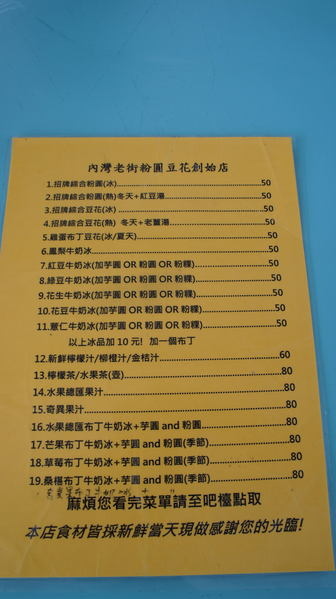 內灣老街粉圓豆花創始店
1.招牌綜合粉圓(冰)........50
2.招牌綜合粉圓(熱)冬天+紅豆湯........50
3.招牌綜合豆花(冰)........50
4.招牌綜合豆花(熱) 冬天+老薑湯........50
5.雞蛋布丁豆花(冰/夏天)........50
6.鳳梨牛奶冰........50
7.紅豆牛奶冰(加芋圓 OR 粉圓 OR 粉粿)........50
8.綠豆牛奶冰(加芋圓 OR 粉圓 OR 粉粿)........50
9.花生牛奶冰(加芋圓 OR 粉圓 OR 粉粿)........50
10.花豆牛奶冰(加芋圓 OR 粉圓 OR 粉粿)........50
11.薏仁牛奶冰(加芋圓 OR 粉圓 OR 粉粿)........50
以上冰品加 10 元! 加一個布丁
12.新鮮檸檬汁/柳橙汁/金桔汁........60
13.檸檬茶/水果茶(壺)........80
14.水果總匯果汁........80
15.奇異果汁........80
16.水果總匯布丁牛奶冰+芋圓 and 粉圓........80
17.芒果布丁牛奶冰+芋圓 and 粉圓(季節)........80
18.草莓布丁牛奶冰+芋圓 and 粉圓(季節)........80
19.桑椹布丁牛奶冰+芋圓 and 粉圓(季節)........80
麻煩您看完菜單請至吧檯點取
本店食材皆採新鮮當天現做感謝您的光臨!